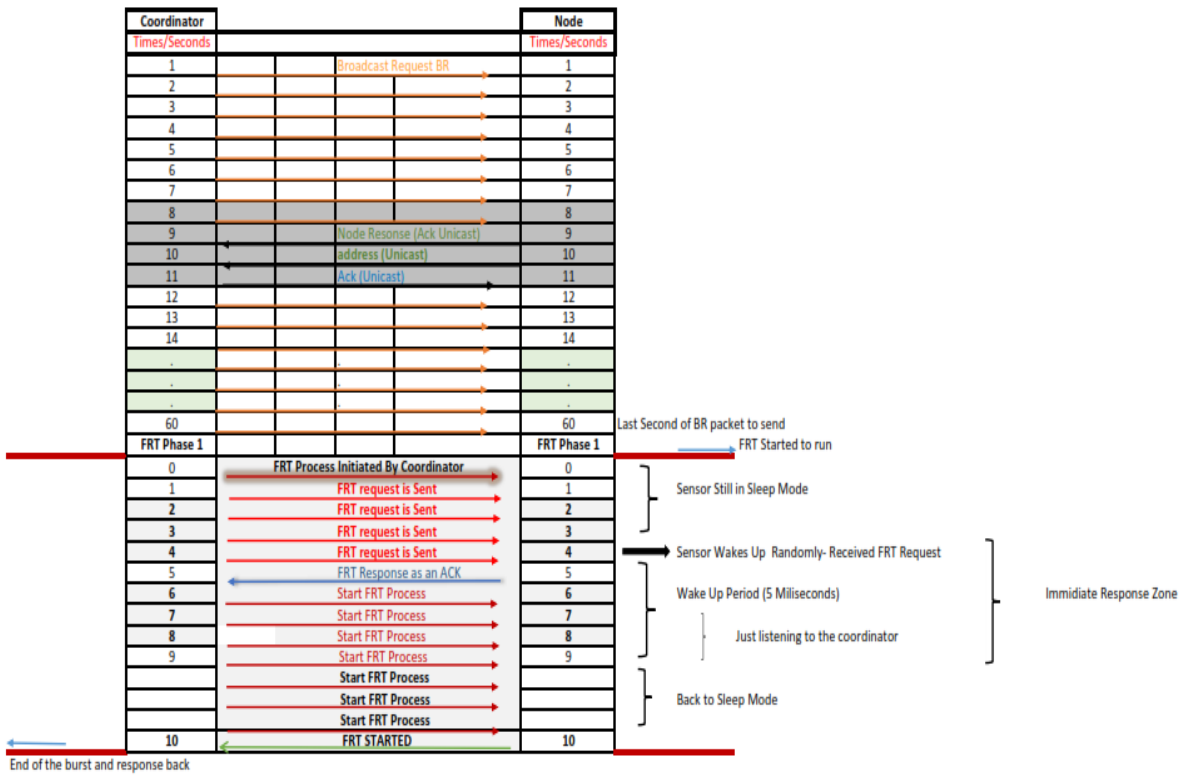 Coordinator Node
Times/Seconds Times/Seconds
1 Broadcast Request BR 1
2 2
3 3
4 4
5 5
6 6
7 7
8 8
9 Node Resonse (Ack Unicast) 9
10 address (Unicast) 10
11 Ack (Unicast) 11
12 12
13 13
14 14
. . .
. . .
. . .
60 60 Last Second of BR packet to send
FRT Phase 1 FRT Phase 1 FRT Started to run
0 FRT Process Initiated By Coordinator 0
1 FRT request is Sent 1 Sensor Still in Sleep Mode
2 FRT request is Sent 2
3 FRT request is Sent 3
4 FRT request is Sent 4 Sensor Wakes Up Randomly- Received FRT Request
5 FRT Response as an ACK 5
6 Start FRT Process 6 Wake Up Period (5 Miliseconds) Immidiate Response Zone
7 Start FRT Process 7
8 Start FRT Process 8 Just listening to the coordinator
9 Start FRT Process 9
Start FRT Process
Start FRT Process Back to Sleep Mode
Start FRT Process
10 FRT STARTED 10
End of the burst and response back